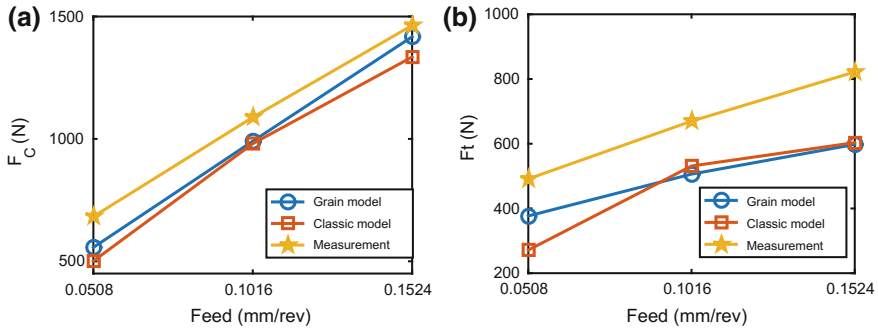 (a)
1500
1000
500
F_C (N)
Grain model
Classic model
Measurement
0.0508 0.1016 0.1524
Feed (mm/rev)
(b)
1000
800
600
400
200
Ft (N)
Grain model
Classic model
Measurement
0.0508 0.1016 0.1524
Feed (mm/rev)